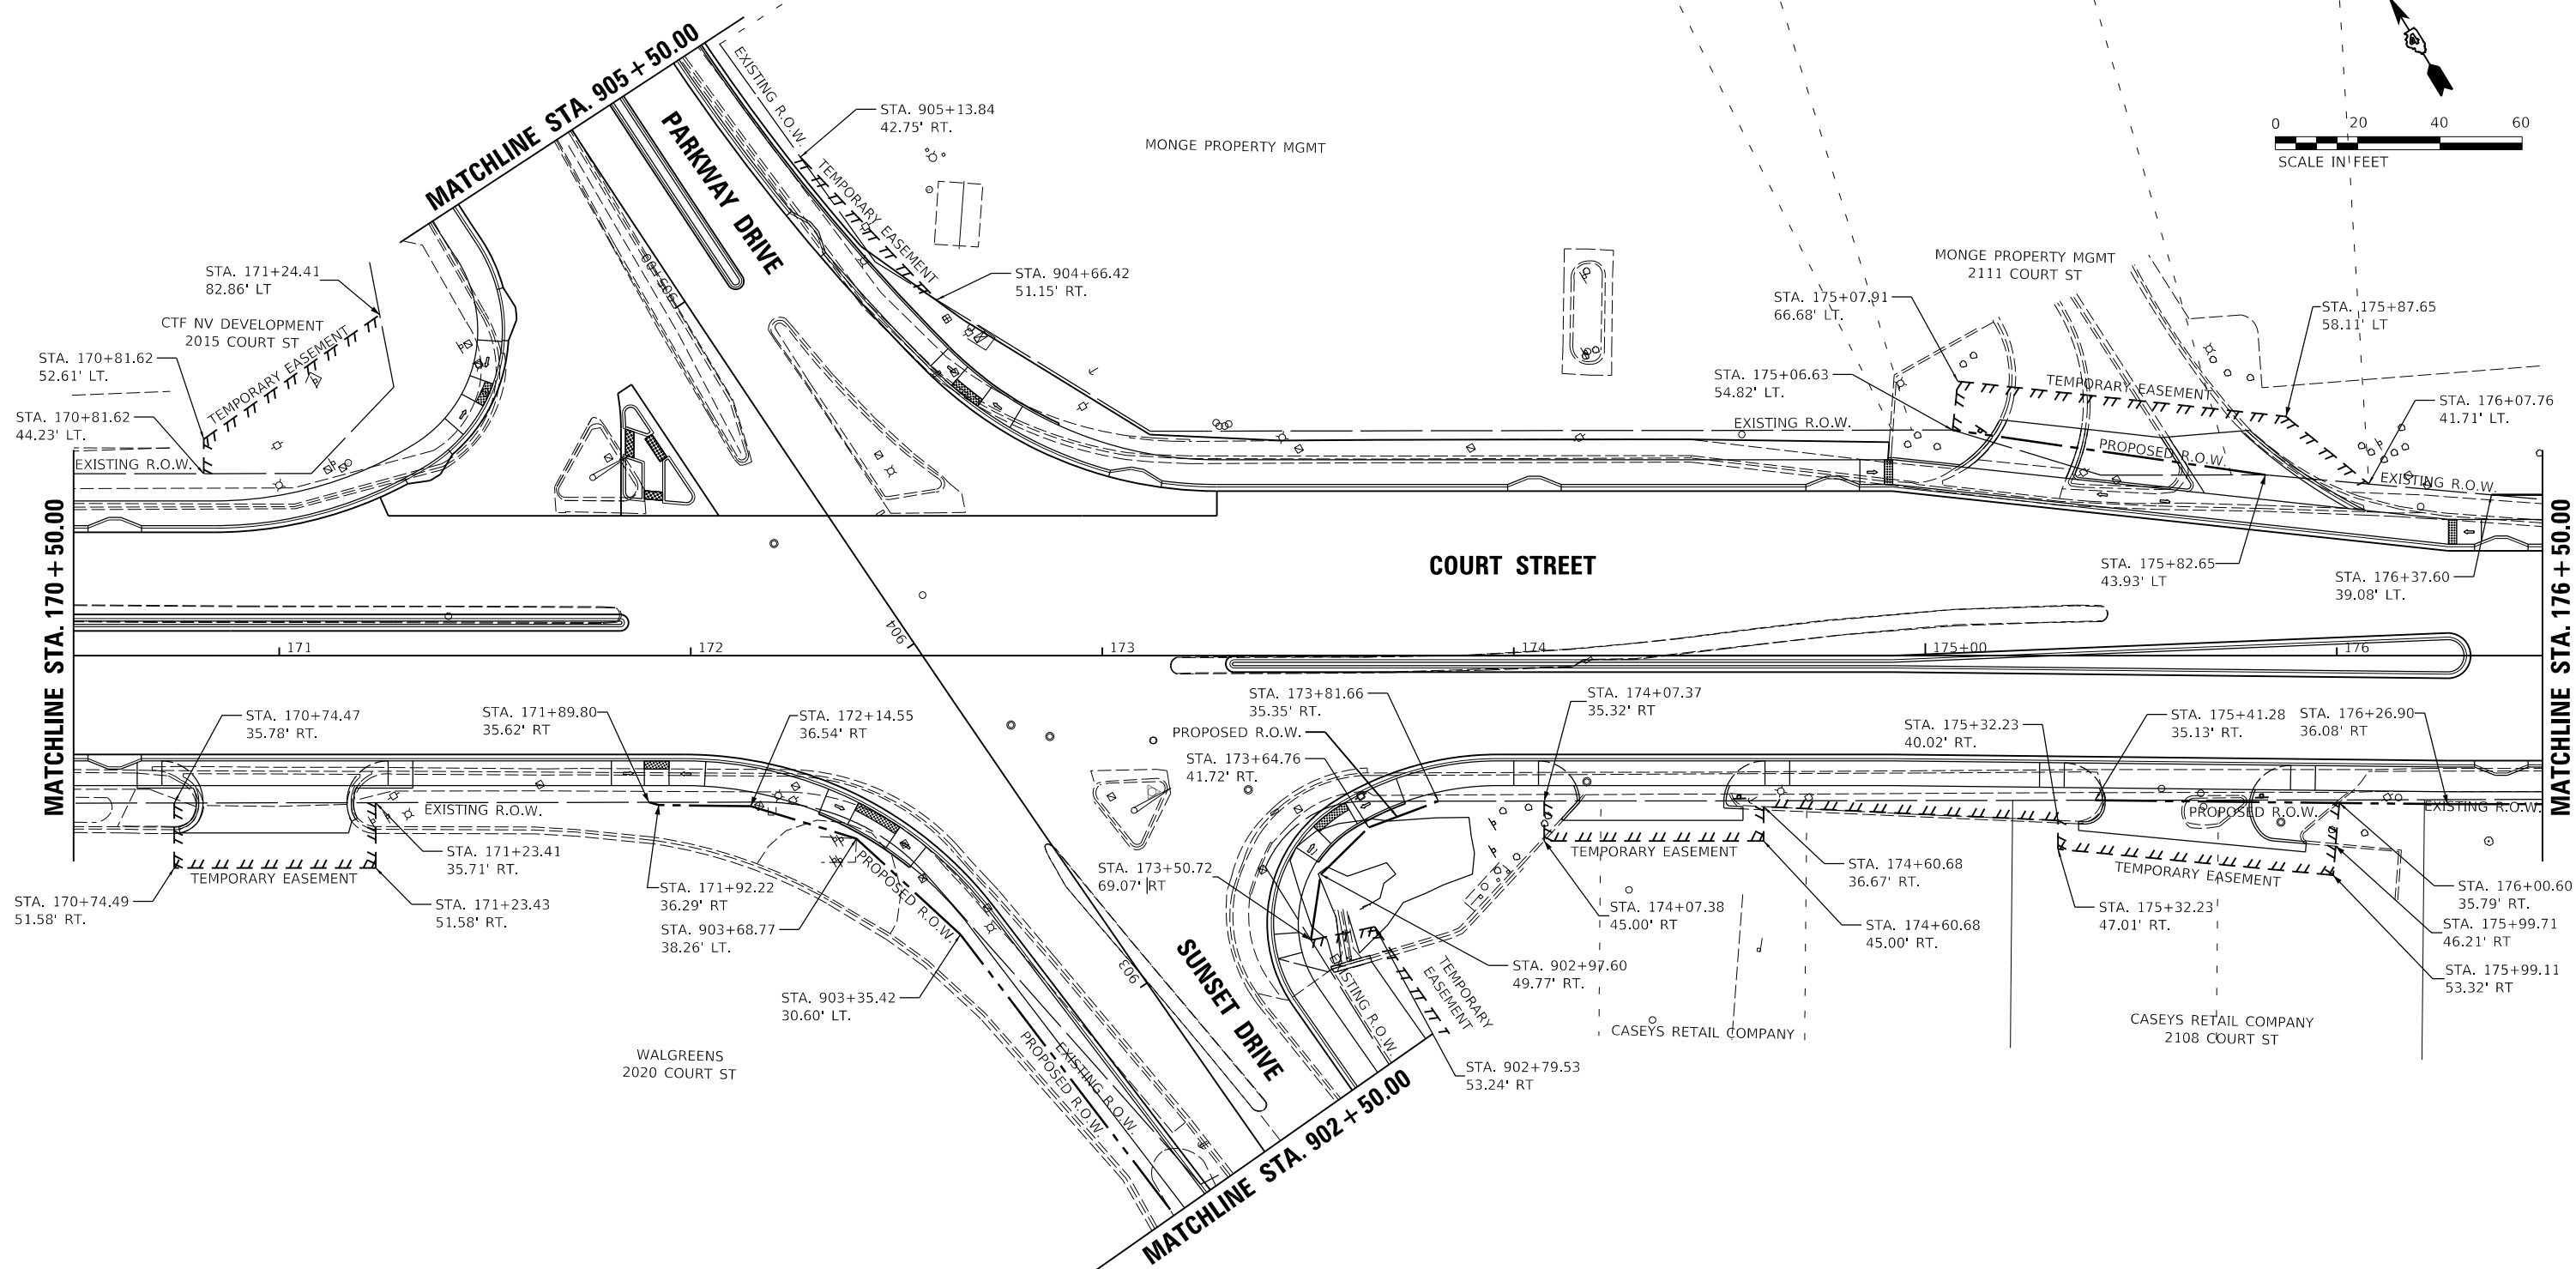 MATCHLINE STA. 905+50.00
EXISTING R.O.W.
PARKWAY DRIVE
STA. 905+13.84
42.75' RT.
TEMPORARY EASEMENT
MONGE PROPERTY MGMT
0 20 40 60
SCALE IN FEET
STA. 171+24.41
82.86' LT
CTF NV DEVELOPMENT
2015 COURT ST
TEMPORARY EASEMENT
STA. 170+81.62
52.61' LT.
STA. 170+81.62
44.23' LT.
EXISTING R.O.W.
905+00
STA. 904+66.42
51.15' RT.
MONGE PROPERTY MGMT
2111 COURT ST
STA. 175+07.91
66.68' LT.
STA. 175+87.65
58.11' LT
STA. 175+06.63
54.82' LT.
TEMPORARY EASEMENT
EXISTING R.O.W.
PROPOSED R.O.W.
STA. 176+07.76
41.71' LT.
EXISTING R.O.W.
MATCHLINE STA. 170+50.00
COURT STREET
STA. 175+82.65
43.93' LT
STA. 176+37.60
39.08' LT.
MATCHLINE STA. 176+50.00
904
171
172
173
174
175+00
176
STA. 170+74.47
35.78' RT.
STA. 171+89.80
35.62' RT
STA. 172+14.55
36.54' RT
STA. 173+81.66
35.35' RT.
PROPOSED R.O.W.
STA. 173+64.76
41.72' RT.
STA. 174+07.37
35.32' RT
STA. 175+32.23
40.02' RT.
STA. 175+41.28
35.13' RT.
STA. 176+26.90
36.08' RT
EXISTING R.O.W.
PROPOSED R.O.W.
EXISTING R.O.W.
STA. 171+23.41
35.71' RT.
TEMPORARY EASEMENT
STA. 170+74.49
51.58' RT.
STA. 171+23.43
51.58' RT.
STA. 171+92.22
36.29' RT
PROPOSED R.O.W.
STA. 903+68.77
38.26' LT.
STA. 903+35.42
30.60' LT.
STA. 173+50.72
69.07' RT
TEMPORARY EASEMENT
STA. 174+07.38
45.00' RT
STA. 174+60.68
36.67' RT.
STA. 174+60.68
45.00' RT.
TEMPORARY EASEMENT
STA. 175+32.23
47.01' RT.
STA. 176+00.60
35.79' RT.
STA. 175+99.71
46.21' RT
STA. 175+99.11
53.32' RT
903
SUNSET DRIVE
EXISTING R.O.W.
TEMPORARY
EASEMENT
STA. 902+97.60
49.77' RT.
CASEYS RETAIL COMPANY
CASEYS RETAIL COMPANY
2108 COURT ST
STA. 902+79.53
53.24' RT
WALGREENS
2020 COURT ST
PROPOSED R.O.W.
EXISTING R.O.W.
MATCHLINE STA. 902+50.00